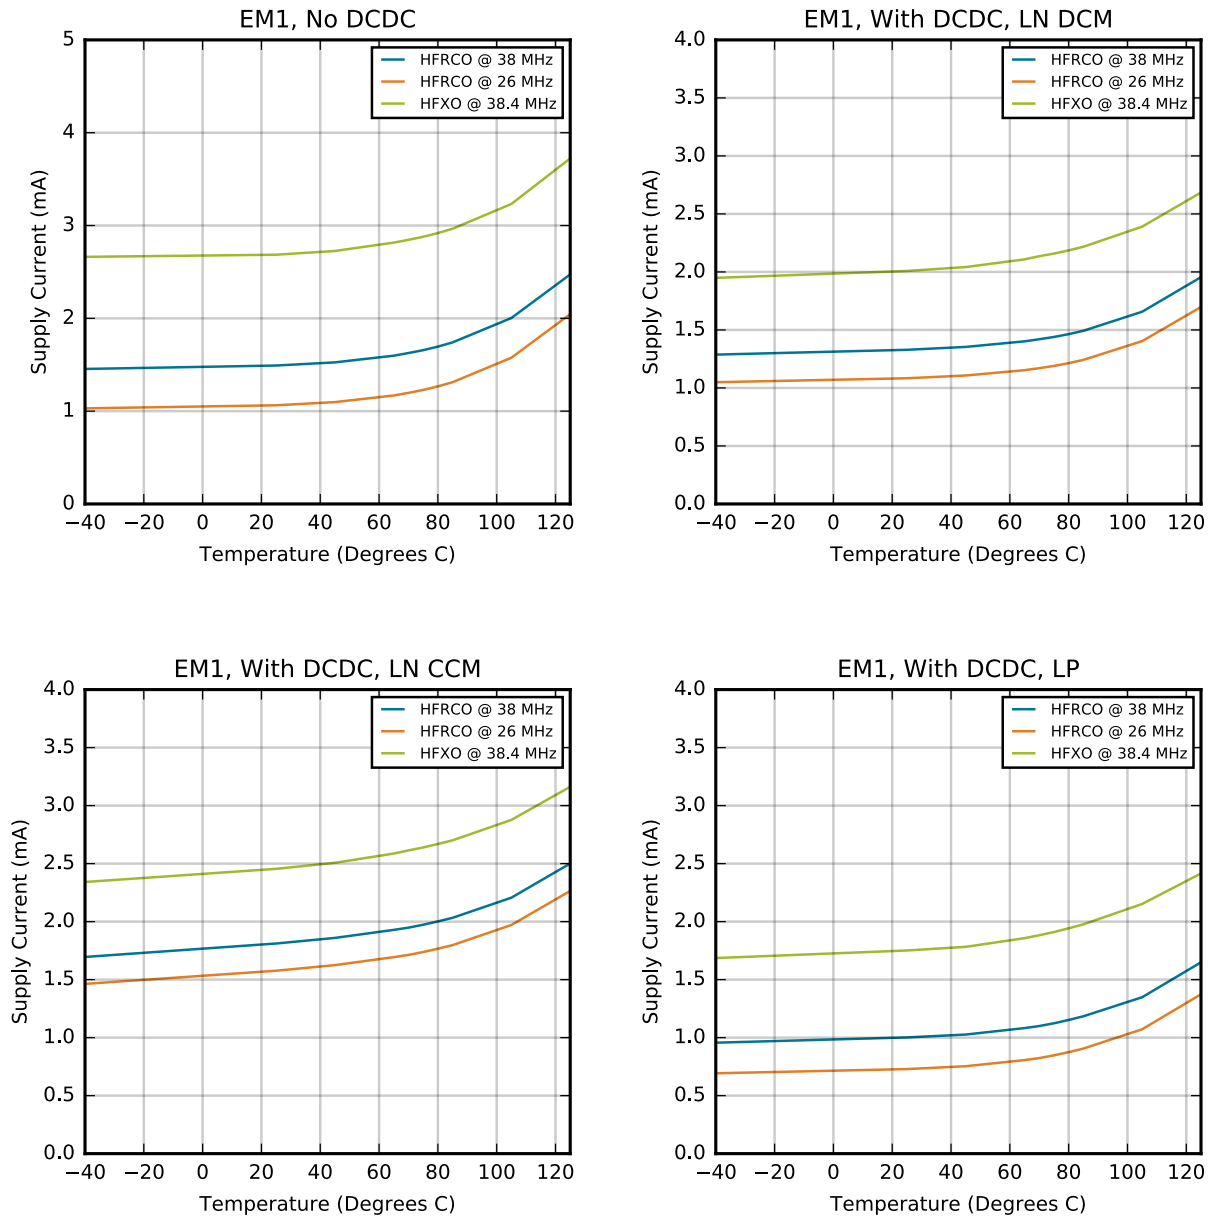 EM1, No DCDC
5
4
3
2
1
0
Supply Current (mA)
HFRCO @ 38 MHz
HFRCO @ 26 MHz
HFXO @ 38.4 MHz
−40 −20 0 20 40 60 80 100 120
Temperature (Degrees C)
EM1, With DCDC, LN DCM
4.0
3.5
3.0
2.5
2.0
1.5
1.0
0.5
0.0
Supply Current (mA)
HFRCO @ 38 MHz
HFRCO @ 26 MHz
HFXO @ 38.4 MHz
−40 −20 0 20 40 60 80 100 120
Temperature (Degrees C)
EM1, With DCDC, LN CCM
4.0
3.5
3.0
2.5
2.0
1.5
1.0
0.5
0.0
Supply Current (mA)
HFRCO @ 38 MHz
HFRCO @ 26 MHz
HFXO @ 38.4 MHz
−40 −20 0 20 40 60 80 100 120
Temperature (Degrees C)
EM1, With DCDC, LP
4.0
3.5
3.0
2.5
2.0
1.5
1.0
0.5
0.0
Supply Current (mA)
HFRCO @ 38 MHz
HFRCO @ 26 MHz
HFXO @ 38.4 MHz
−40 −20 0 20 40 60 80 100 120
Temperature (Degrees C)